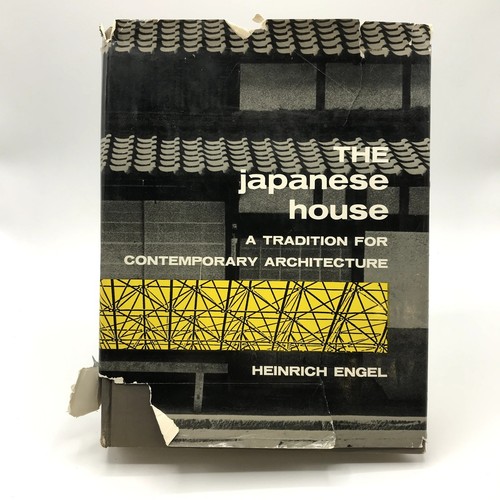 THE
japanese
house
A TRADITION FOR
CONTEMPORARY ARCHITECTURE
HEINRICH ENGEL